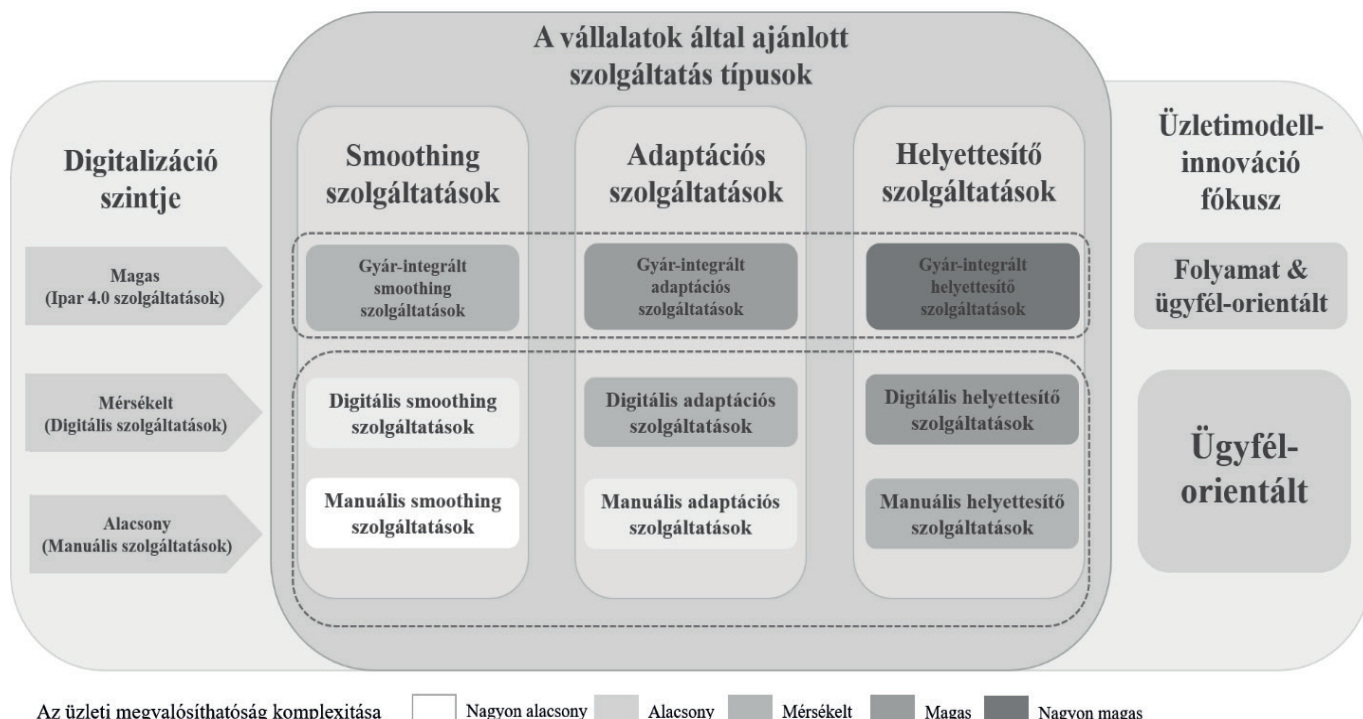 A vállalatok által ajánlott
szolgáltatás típusok
Digitalizáció
szintje
Smoothing
szolgáltatások
Adaptációs
szolgáltatások
Helyettesítő
szolgáltatások
Üzletimodell-
innováció
fókusz
Magas
(Ipar 4.0 szolgáltatások)
Gyár-integrált
smoothing
szolgáltatások
Gyár-integrált
adaptációs
szolgáltatások
Gyár-integrált
helyettesítő
szolgáltatások
Folyamat &
ügyfél-orientált
Mérsékelt
(Digitális szolgáltatások)
Digitális smoothing
szolgáltatások
Digitális adaptációs
szolgáltatások
Digitális helyettesítő
szolgáltatások
Ügyfél-
orientált
Alacsony
(Manuális szolgáltatások)
Manuális smoothing
szolgáltatások
Manuális adaptációs
szolgáltatások
Manuális helyettesítő
szolgáltatások
Az üzleti megvalósíthatóság komplexitása
Nagyon alacsony
Alacsony
Mérsékelt
Magas
Nagyon magas